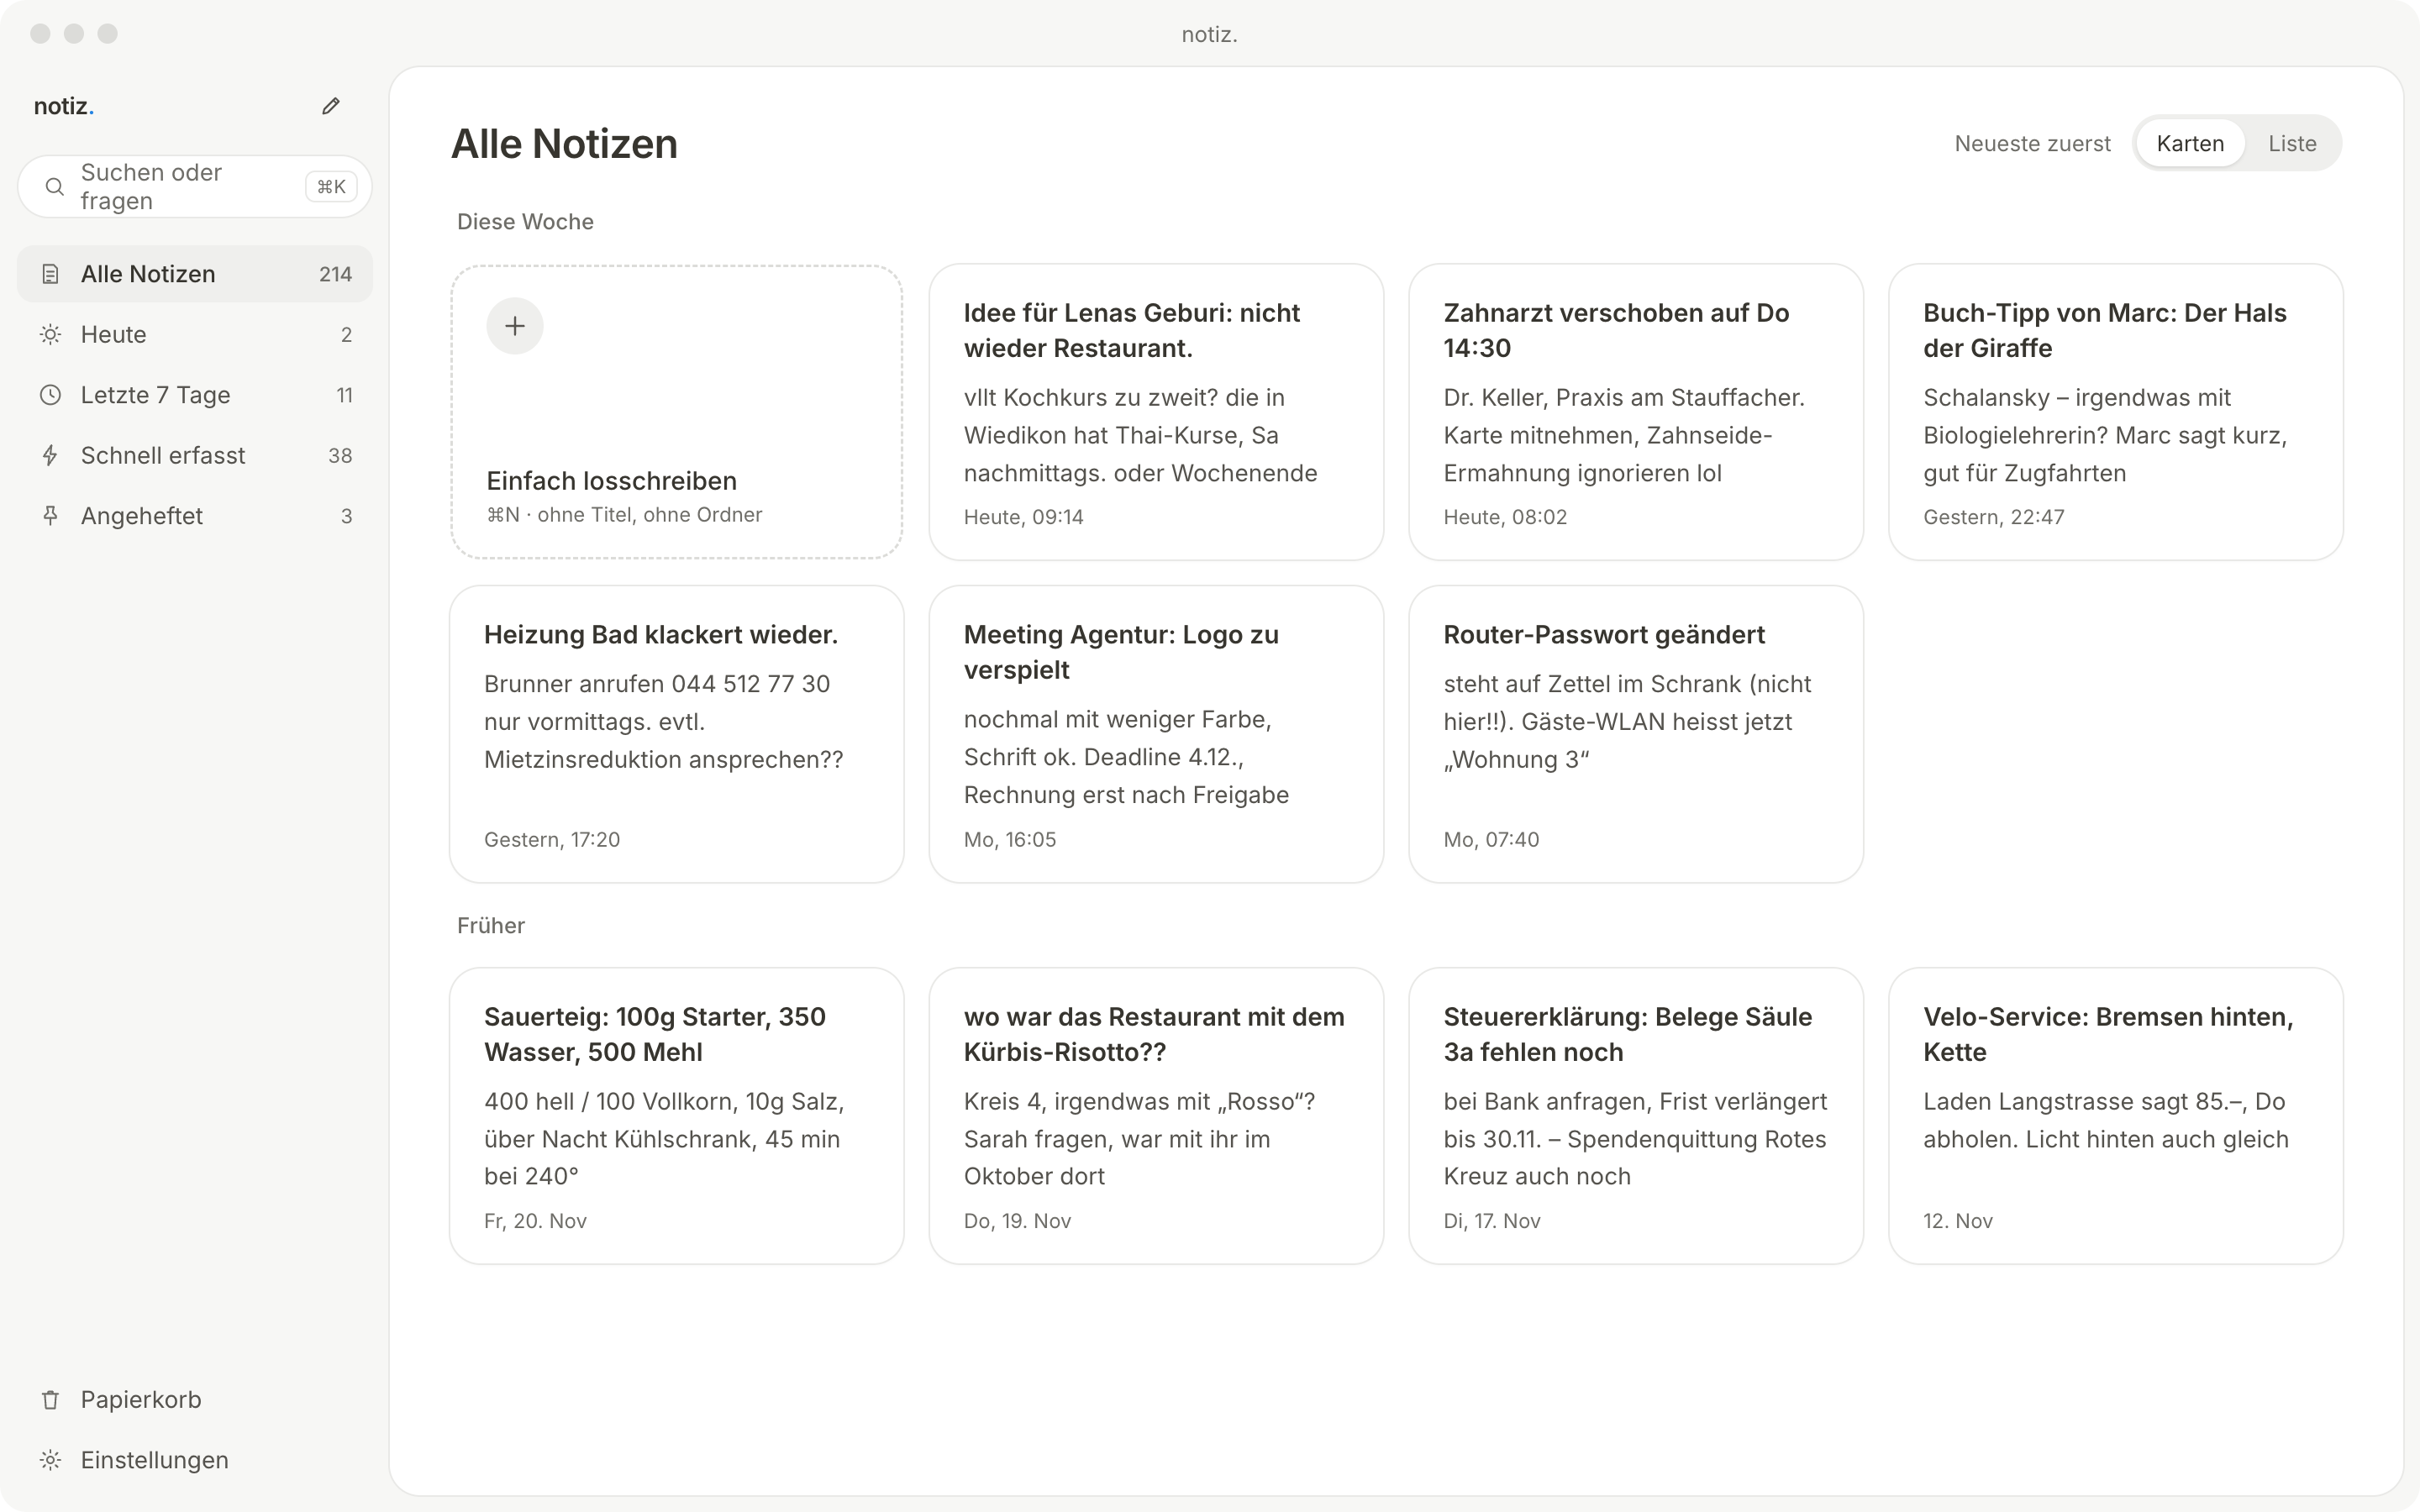 notiz.
notiz.
Suchen oder
fragen
⌘K
Alle Notizen 214
Heute 2
Letzte 7 Tage 11
Schnell erfasst 38
Angeheftet 3
Papierkorb
Einstellungen
Alle Notizen
Neueste zuerst
Karten
Liste
Diese Woche
Einfach losschreiben
⌘N · ohne Titel, ohne Ordner
Idee für Lenas Geburi: nicht
wieder Restaurant.
vllt Kochkurs zu zweit? die in
Wiedikon hat Thai-Kurse, Sa
nachmittags. oder Wochenende
Heute, 09:14
Zahnarzt verschoben auf Do
14:30
Dr. Keller, Praxis am Stauffacher.
Karte mitnehmen, Zahnseide-
Ermahnung ignorieren lol
Heute, 08:02
Buch-Tipp von Marc: Der Hals
der Giraffe
Schalansky – irgendwas mit
Biologielehrerin? Marc sagt kurz,
gut für Zugfahrten
Gestern, 22:47
Heizung Bad klackert wieder.
Brunner anrufen 044 512 77 30
nur vormittags. evtl.
Mietzinsreduktion ansprechen??
Gestern, 17:20
Meeting Agentur: Logo zu
verspielt
nochmal mit weniger Farbe,
Schrift ok. Deadline 4.12.,
Rechnung erst nach Freigabe
Mo, 16:05
Router-Passwort geändert
steht auf Zettel im Schrank (nicht
hier!!). Gäste-WLAN heisst jetzt
„Wohnung 3“
Mo, 07:40
Früher
Sauerteig: 100g Starter, 350
Wasser, 500 Mehl
400 hell / 100 Vollkorn, 10g Salz,
über Nacht Kühlschrank, 45 min
bei 240°
Fr, 20. Nov
wo war das Restaurant mit dem
Kürbis-Risotto??
Kreis 4, irgendwas mit „Rosso“?
Sarah fragen, war mit ihr im
Oktober dort
Do, 19. Nov
Steuererklärung: Belege Säule
3a fehlen noch
bei Bank anfragen, Frist verlängert
bis 30.11. – Spendenquittung Rotes
Kreuz auch noch
Di, 17. Nov
Velo-Service: Bremsen hinten,
Kette
Laden Langstrasse sagt 85.–, Do
abholen. Licht hinten auch gleich
12. Nov